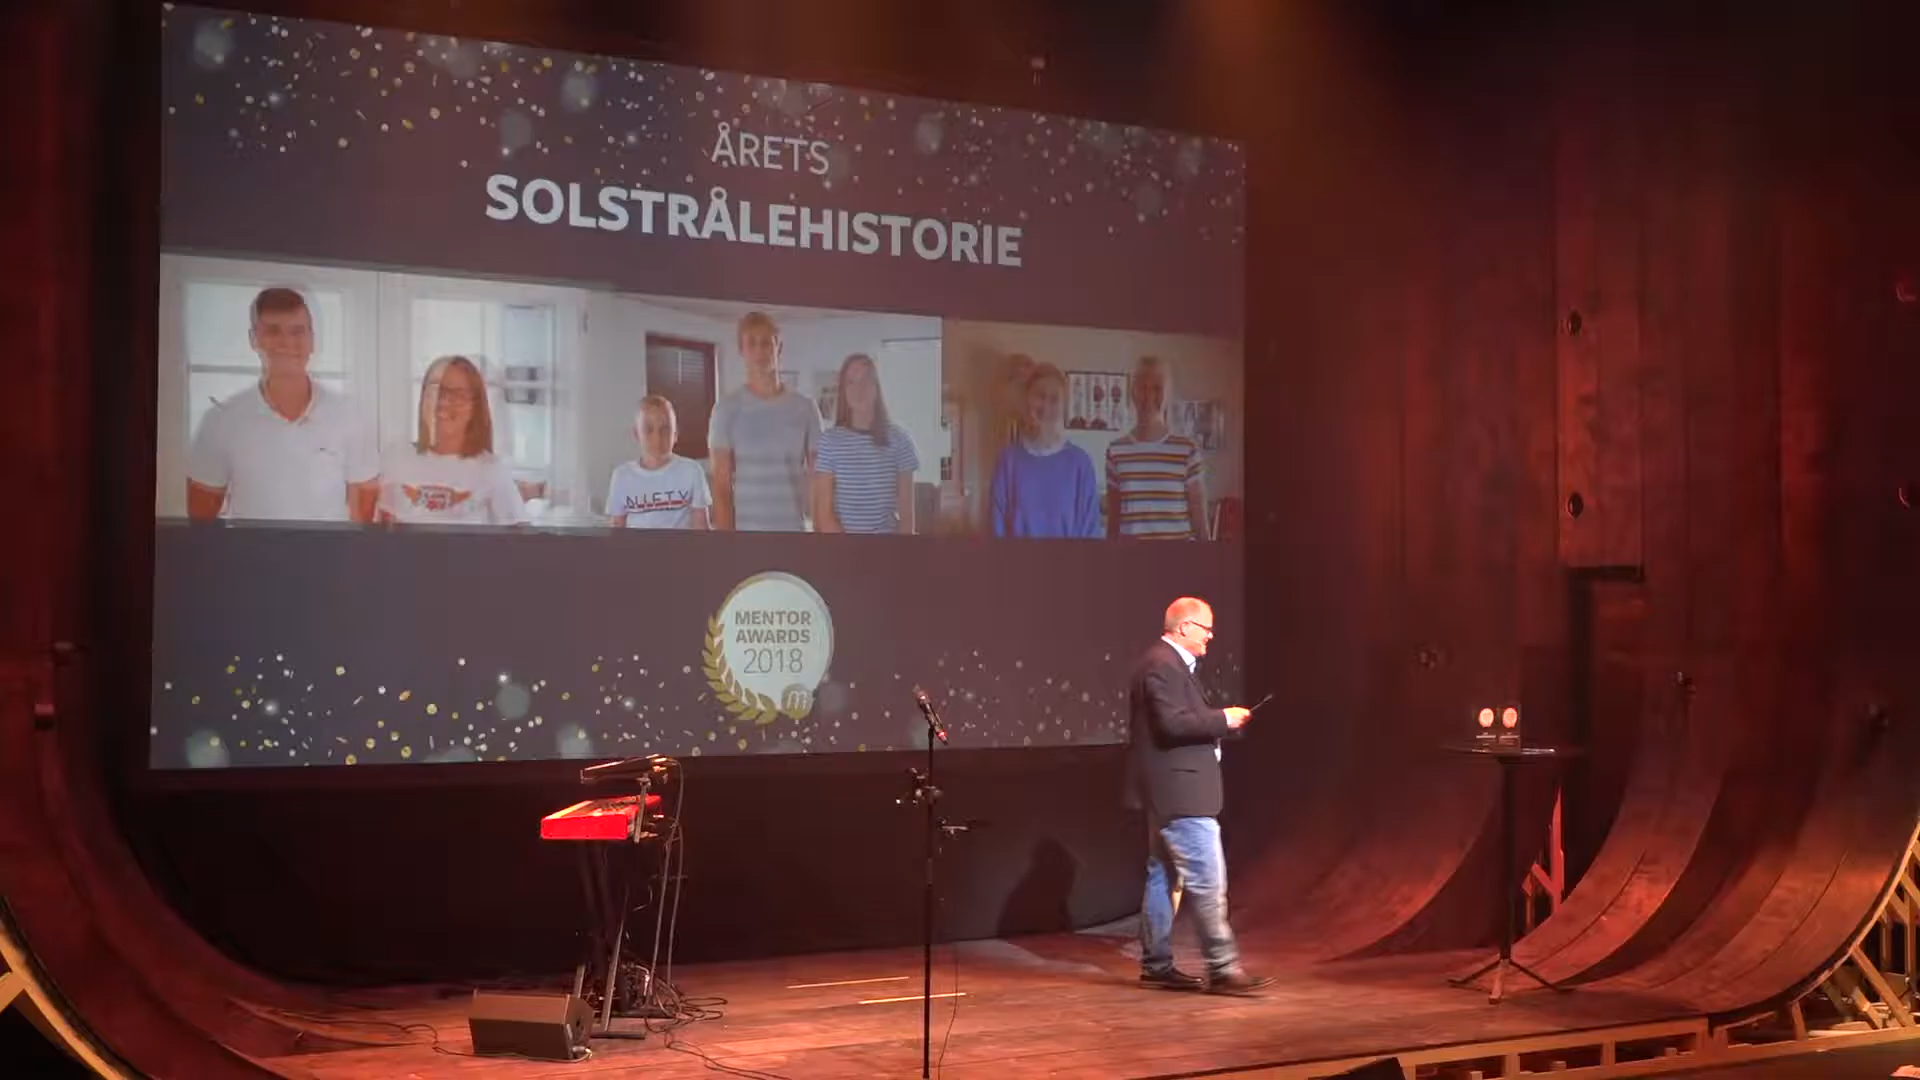 ÅRETS
SOLSTRÅLEHISTORIE
MENTOR
AWARDS
2018
m